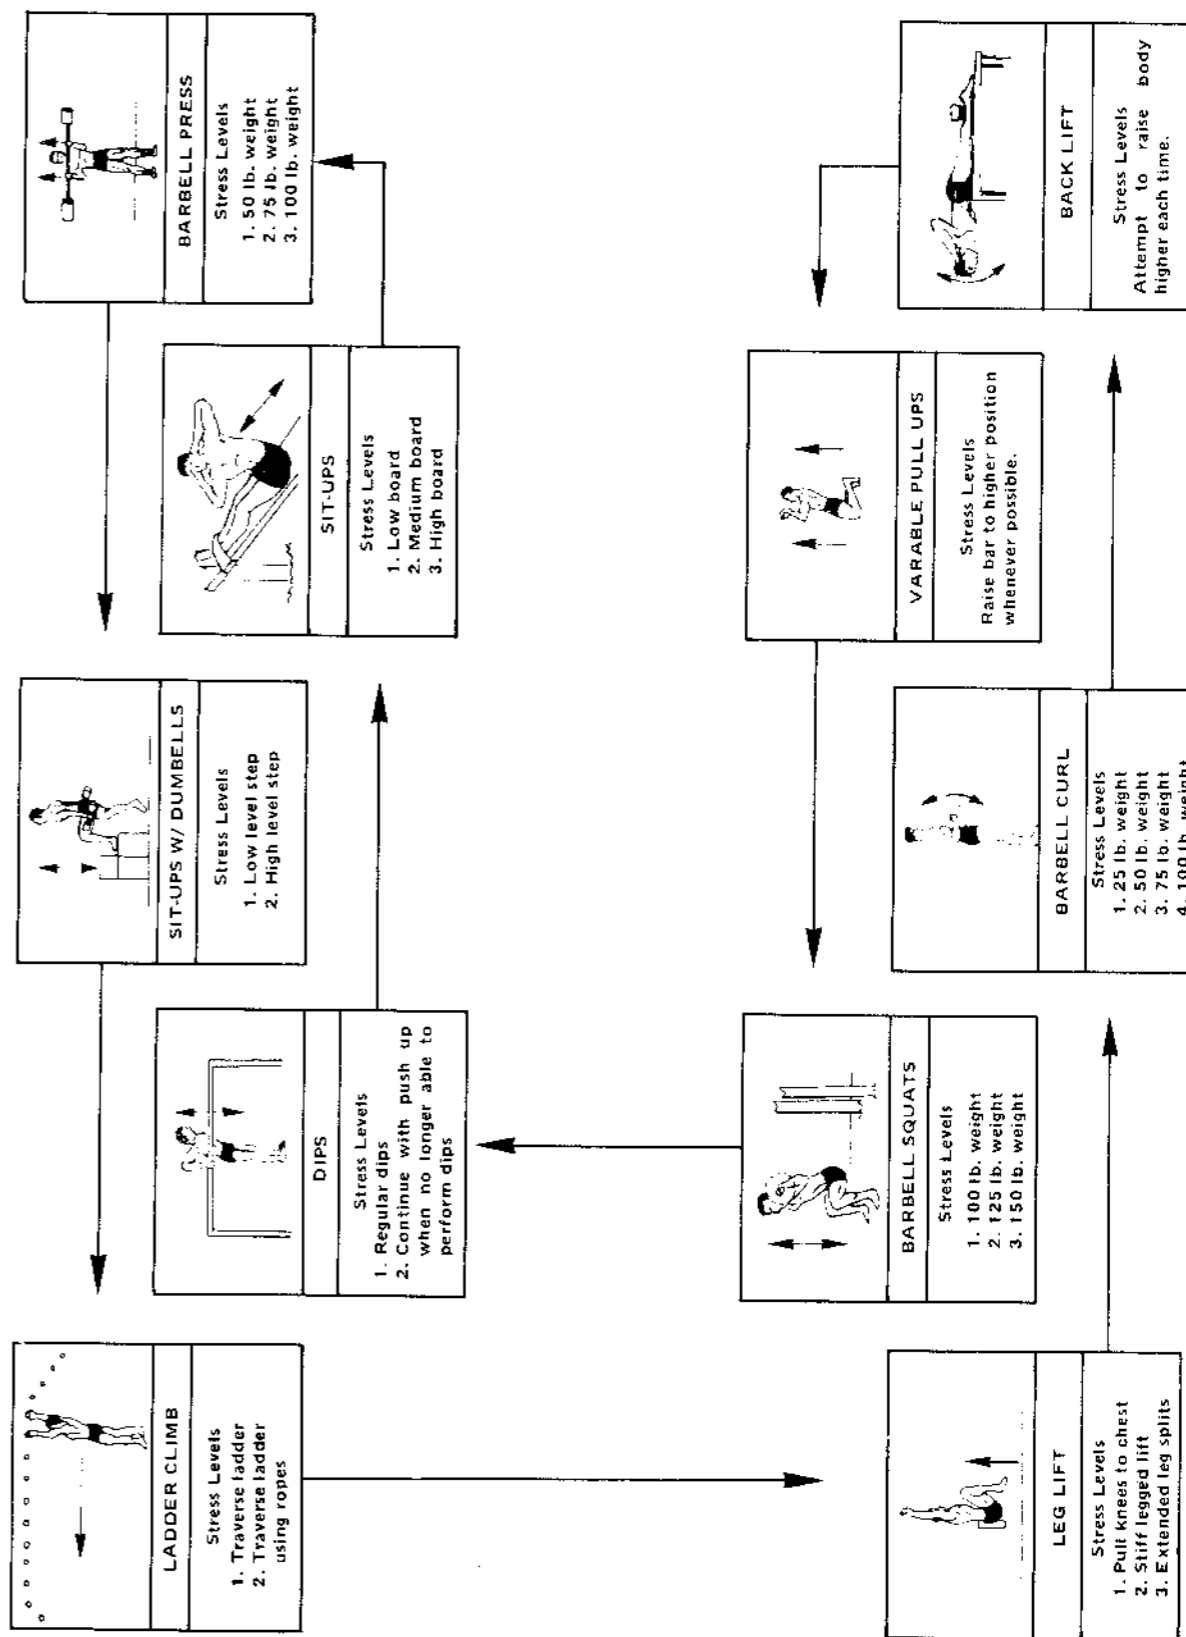 LADDER CLIMB
Stress Levels
1. Traverse ladder
2. Traverse ladder
using ropes
SIT-UPS W/ DUMBELLS
Stress Levels
1. Low level step
2. High level step
BARBELL PRESS
Stress Levels
1. 50 lb. weight
2. 75 lb. weight
3. 100 lb. weight
DIPS
Stress Levels
1. Regular dips
2. Continue with push up
when no longer able to
perform dips
SIT-UPS
Stress Levels
1. Low board
2. Medium board
3. High board
BARBELL SQUATS
Stress Levels
1. 100 lb. weight
2. 125 lb. weight
3. 150 lb. weight
VARABLE PULL UPS
Stress Levels
Raise bar to higher position
whenever possible.
LEG LIFT
Stress Levels
1. Pull knees to chest
2. Stiff legged lift
3. Extended leg splits
BARBELL CURL
Stress Levels
1. 25 lb. weight
2. 50 lb. weight
3. 75 lb. weight
4. 100 lb. weight
BACK LIFT
Stress Levels
Attempt to raise body
higher each time.